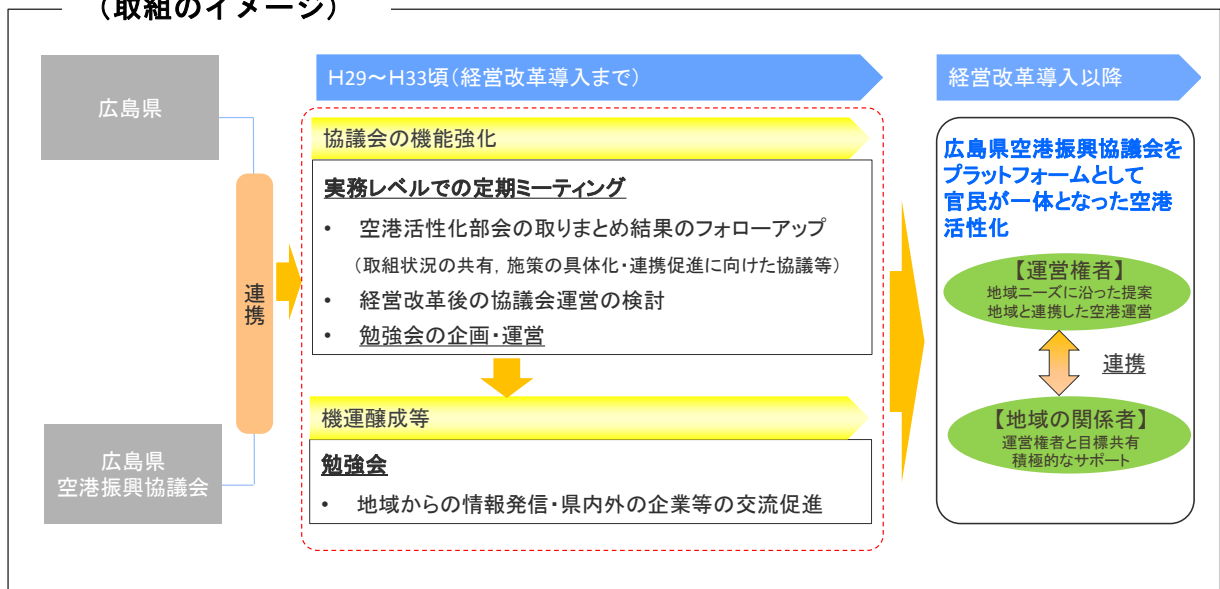 （取組のイメージ）
広島県
連携
広島県
空港振興協議会
H29～H33頃（経営改革導入まで）
協議会の機能強化
実務レベルでの定期ミーティング
• 空港活性化部会の取りまとめ結果のフォローアップ
（取組状況の共有，施策の具体化・連携促進に向けた協議等）
• 経営改革後の協議会運営の検討
• 勉強会の企画・運営
機運醸成等
勉強会
• 地域からの情報発信・県内外の企業等の交流促進
経営改革導入以降
広島県空港振興協議会を
プラットフォームとして
官民が一体となった空港
活性化
【運営権者】
地域ニーズに沿った提案
地域と連携した空港運営
連携
【地域の関係者】
運営権者と目標共有
積極的なサポート